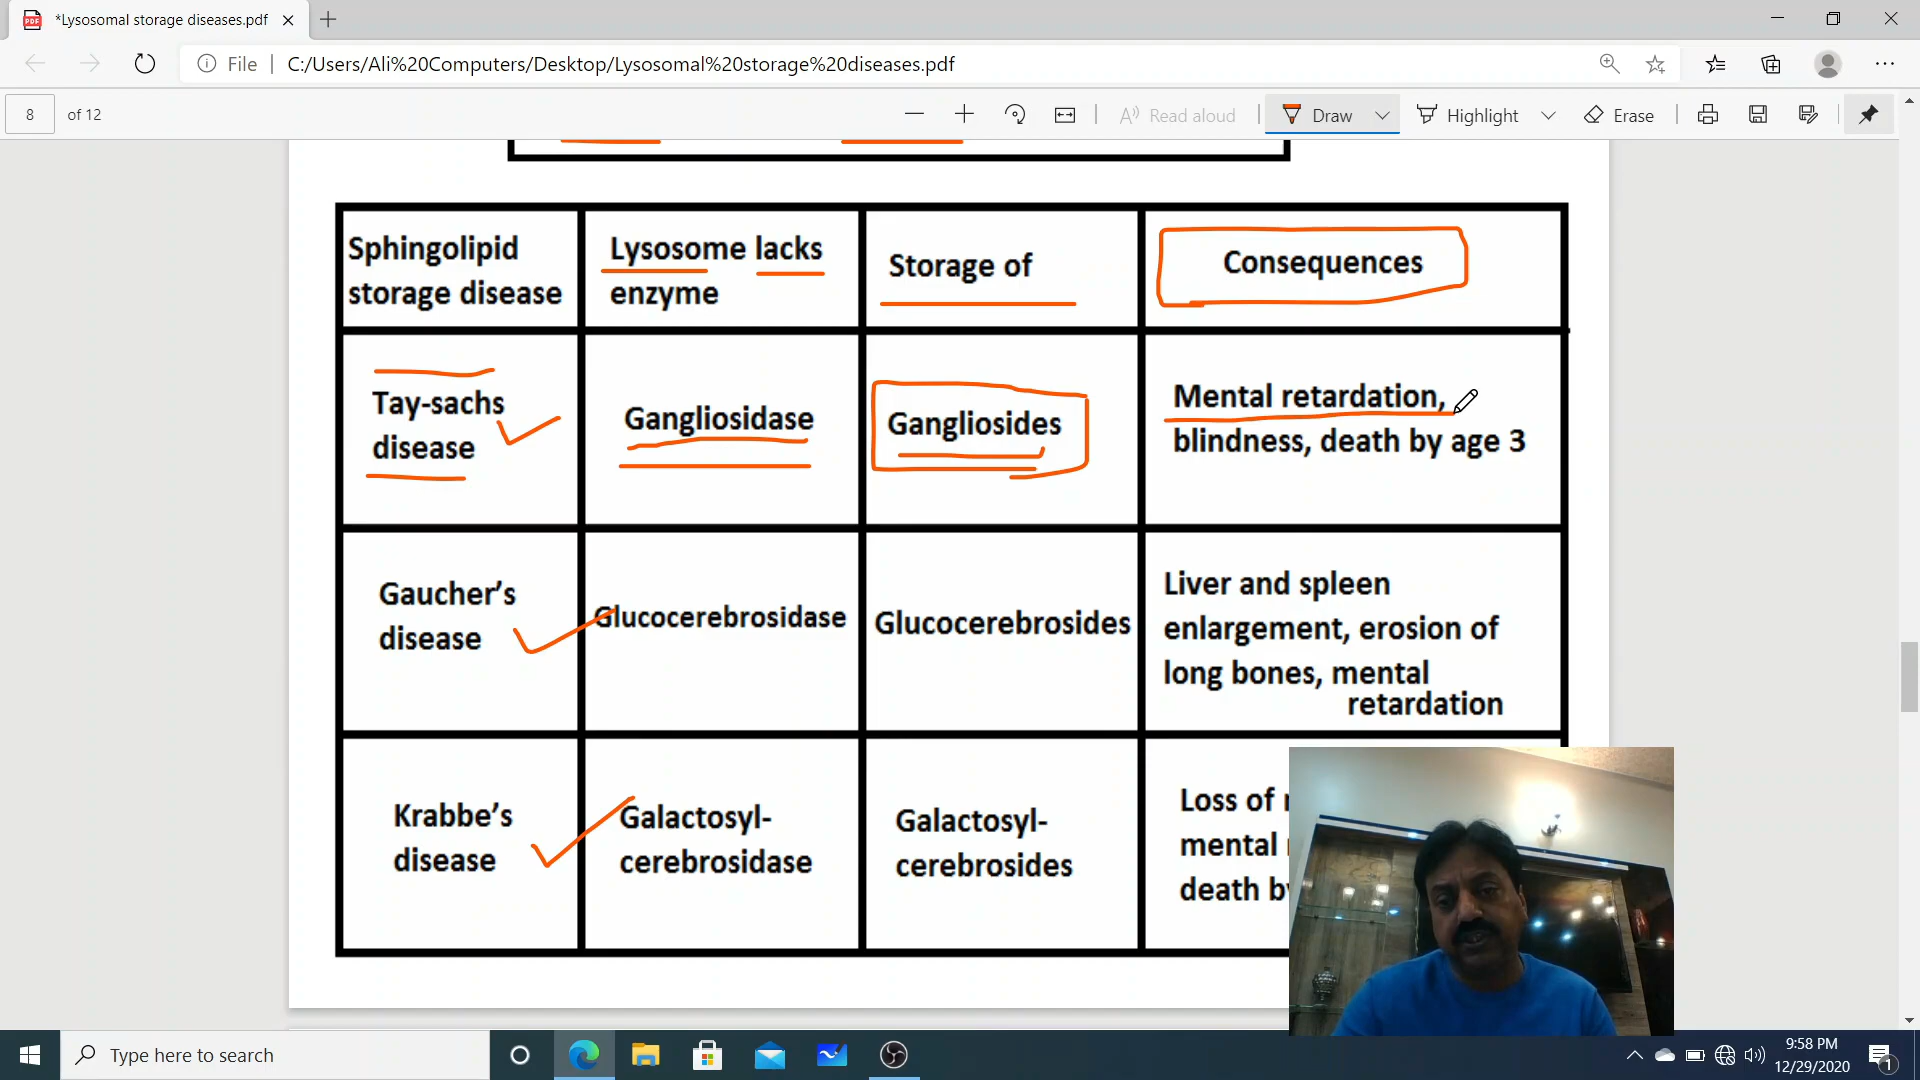 *Lysosomal storage diseases.pdf
File
C:/Users/Ali%20Computers/Desktop/Lysosomal%20storage%20diseases.pdf
8 of 12
Read aloud
Draw
Highlight
Erase
Sphingolipid
storage disease
Lysosome lacks
enzyme
Storage of
Consequences
Tay-sachs
disease
Gangliosidase
Gangliosides
Mental retardation,
blindness, death by age 3
Gaucher’s
disease
Glucocerebrosidase
Glucocerebrosides
Liver and spleen
enlargement, erosion of
long bones, mental
retardation
Krabbe’s
disease
Galactosyl-
cerebrosidase
Galactosyl-
cerebrosides
Loss of
mental
death by
Type here to search
9:58 PM
12/29/2020
1